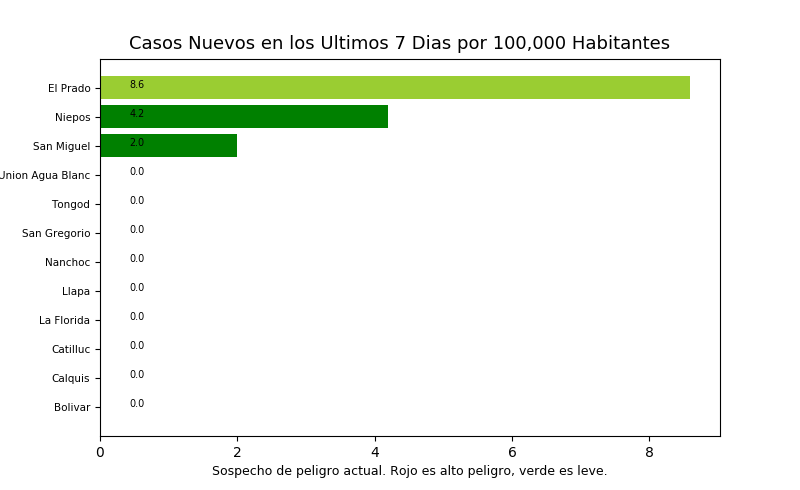 Casos Nuevos en los Ultimos 7 Dias por 100,000 Habitantes
El Prado 8.6
Niepos 4.2
San Miguel 2.0
Union Agua Blanc 0.0
Tongod 0.0
San Gregorio 0.0
Nanchoc 0.0
Llapa 0.0
La Florida 0.0
Catilluc 0.0
Calquis 0.0
Bolivar 0.0
0 2 4 6 8
Sospecho de peligro actual. Rojo es alto peligro, verde es leve.